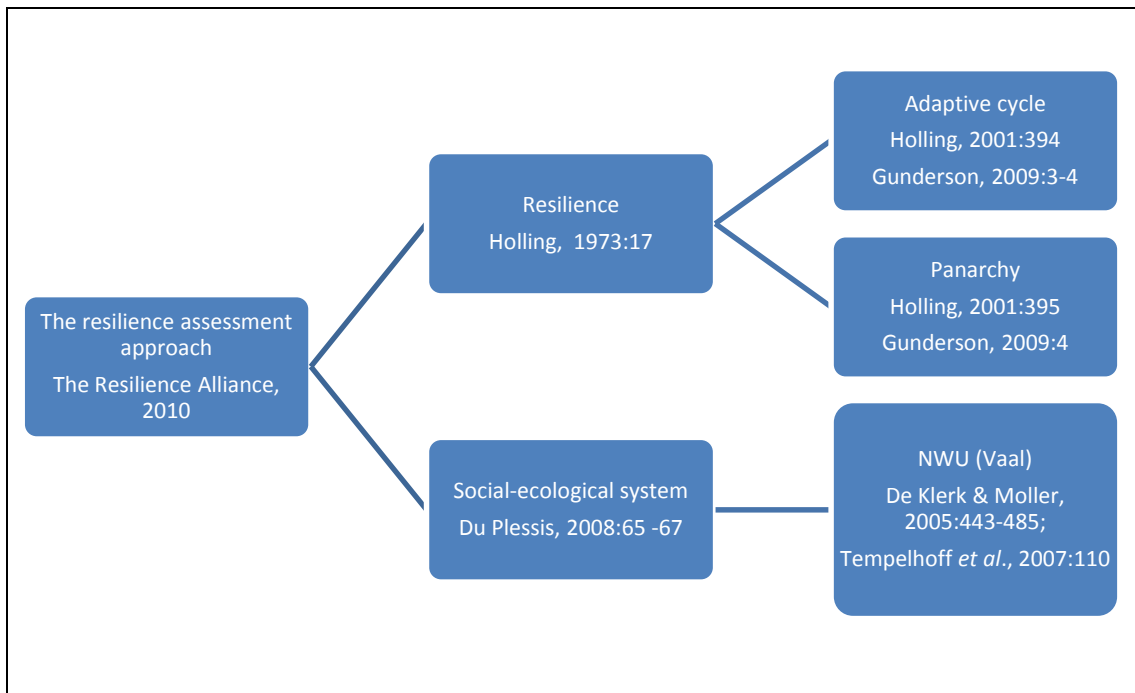 The resilience assessment
approach
The Resilience Alliance,
2010
Resilience
Holling,  1973:17
Adaptive cycle
Holling, 2001:394
Gunderson, 2009:3-4
Panarchy
Holling, 2001:395
Gunderson, 2009:4
Social-ecological system
Du Plessis, 2008:65 -67
NWU (Vaal)
De Klerk & Moller,
2005:443-485;
Tempelhoff et al., 2007:110